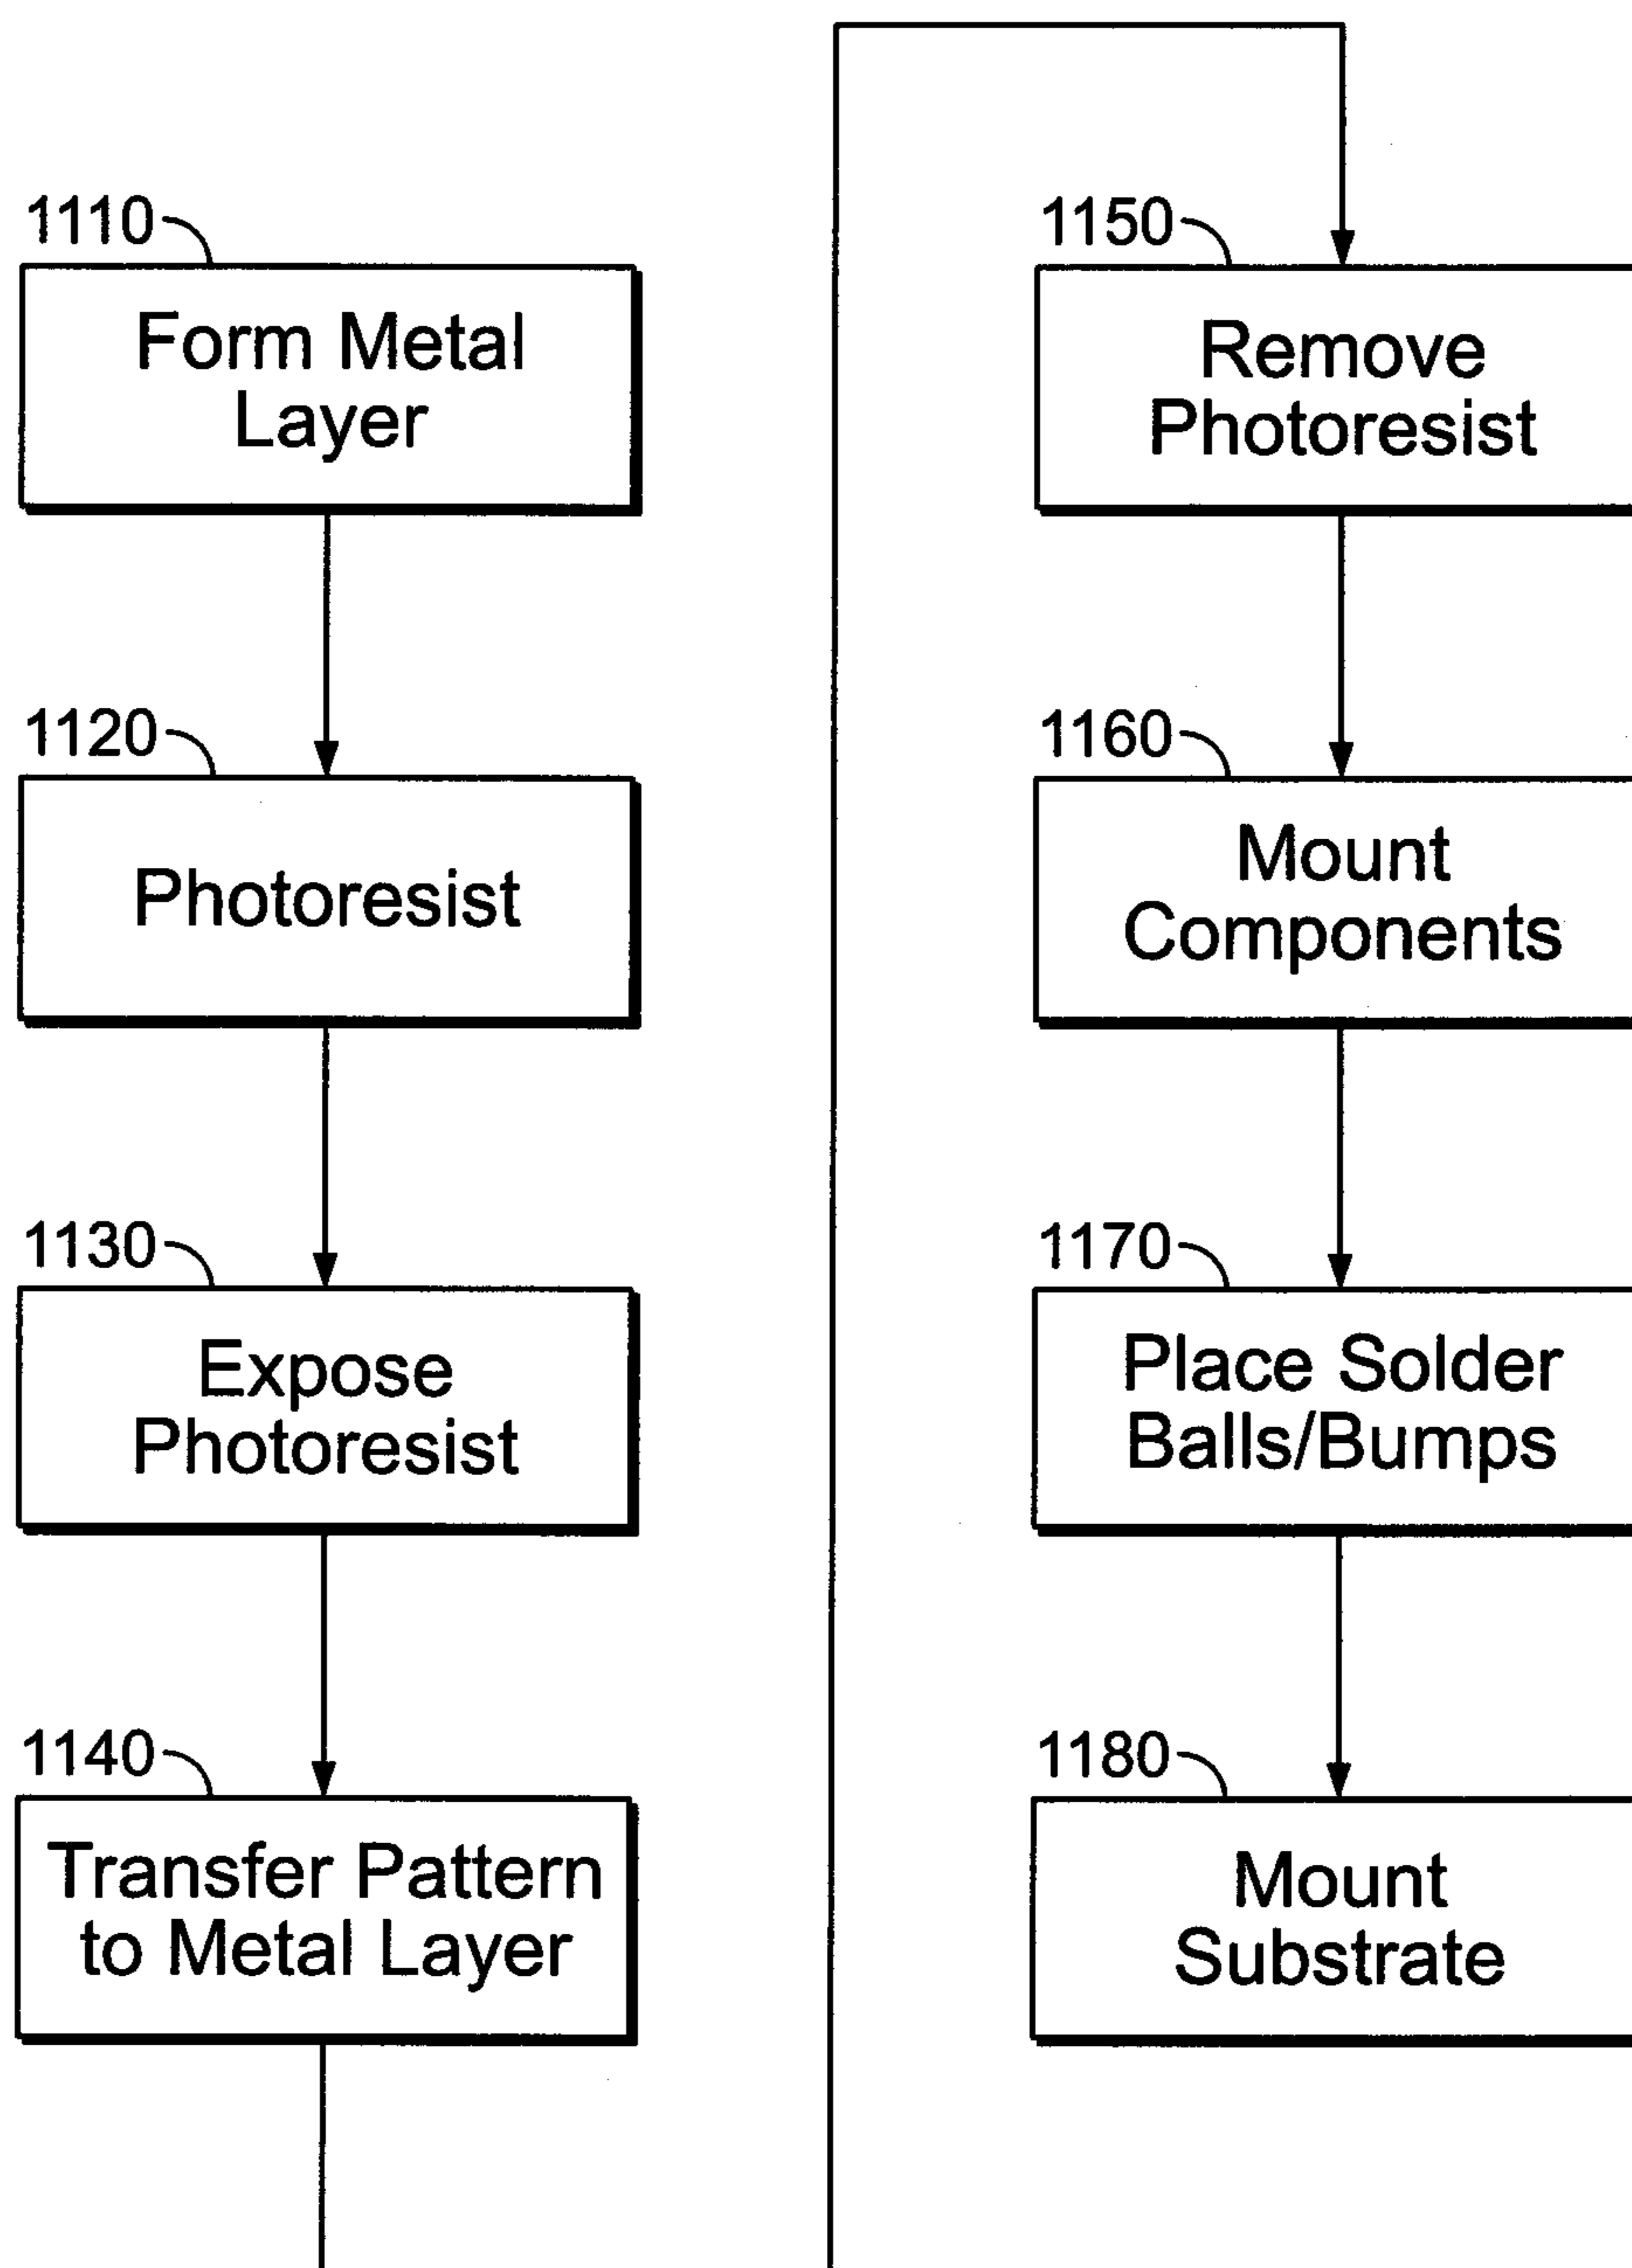 1110
Form Metal
Layer
1120
Photoresist
1130
Expose
Photoresist
1140
Transfer Pattern
to Metal Layer
1150
Remove
Photoresist
1160
Mount
Components
1170
Place Solder
Balls/Bumps
1180
Mount
Substrate